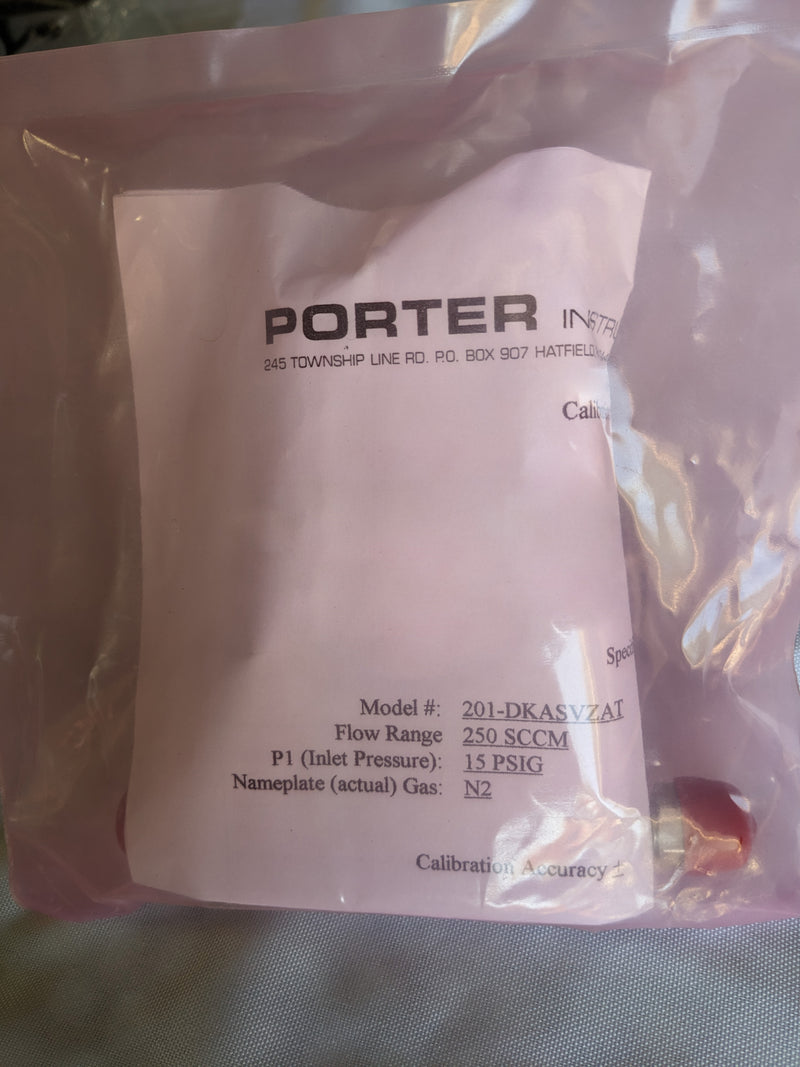 PORTER
245 TOWNSHIP LINE RD. P.O. BOX 907 HATFIELD
Model #: 201-DKASVZAT
Flow Range 250 SCCM
P1 (Inlet Pressure): 15 PSIG
Nameplate (actual) Gas: N2
Calibration Accuracy ±